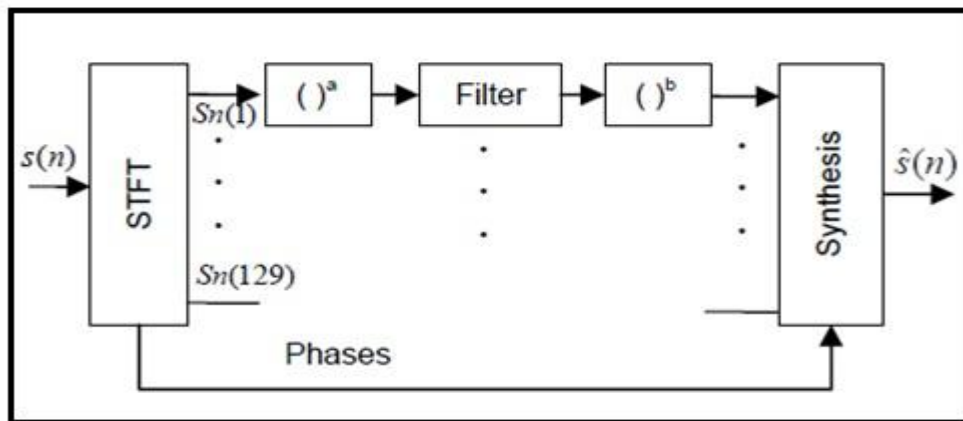 s(n)
STFT
Sn(1)
( )ᵃ
Filter
( )ᵇ
Synthesis
ŝ(n)
Sn(129)
Phases